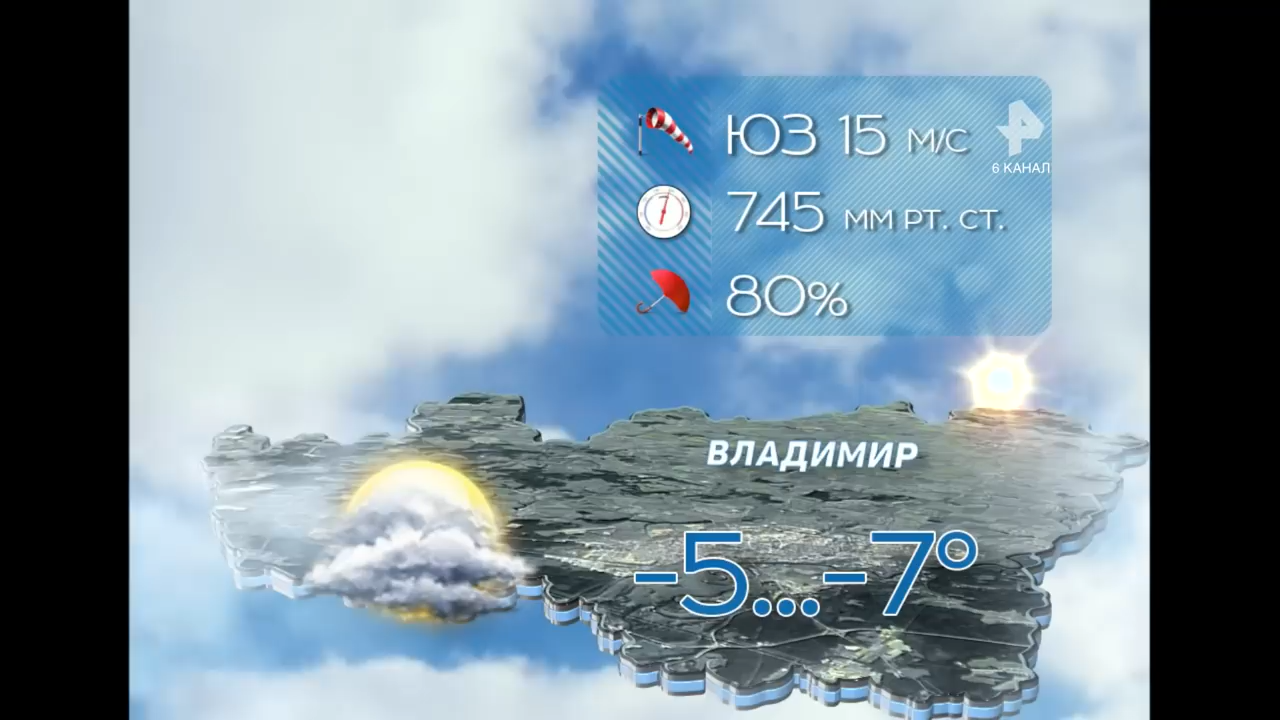 ЮЗ 15 М/С
6 КАНАЛ
745 ММ РТ. СТ.
80%
ВЛАДИМИР
-5...-7°